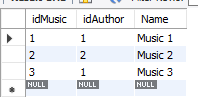 idMusic idAuthor Name
1 1 Music 1
2 2 Music 2
3 1 Music 3
NULL NULL NULL